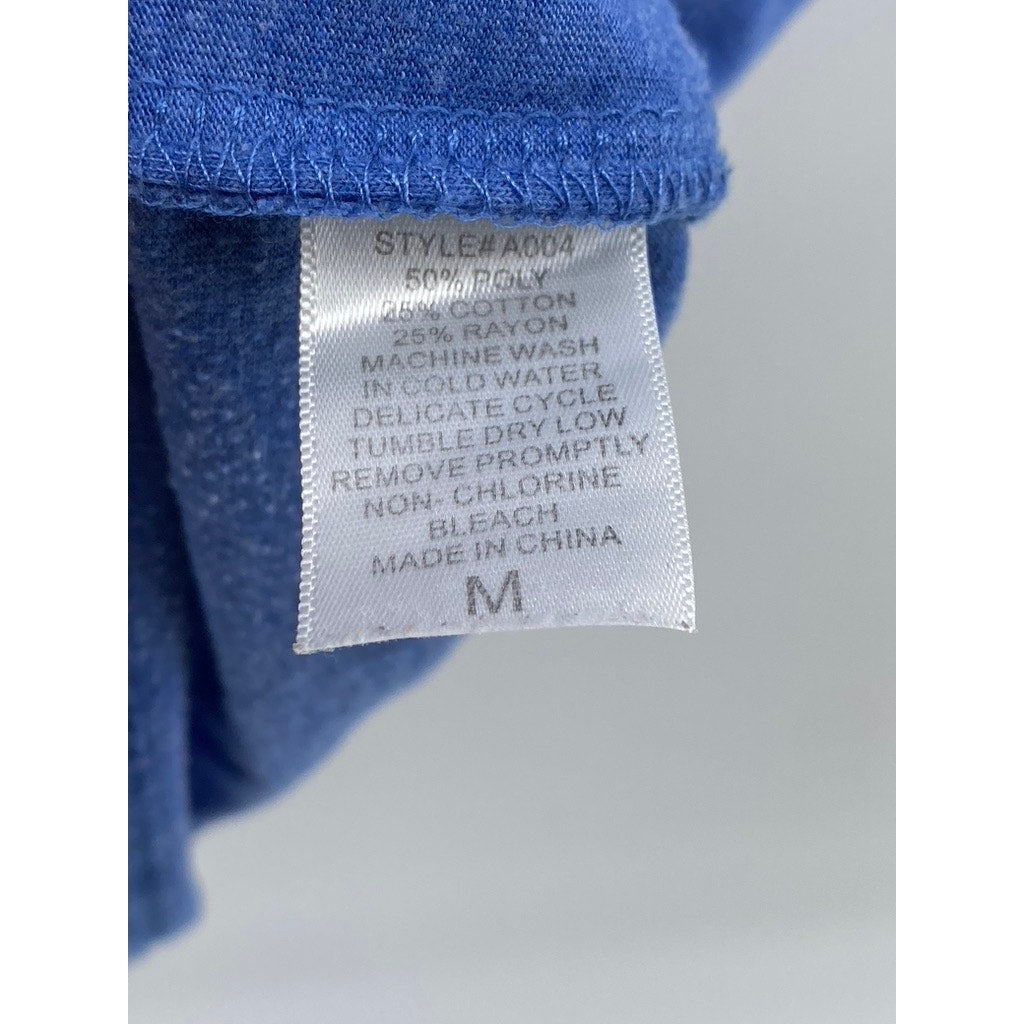 STYLE# A004
50% POLY
25% COTTON
25% RAYON
MACHINE WASH
IN COLD WATER
DELICATE CYCLE
TUMBLE DRY LOW
REMOVE PROMPTLY
NON- CHLORINE
BLEACH
MADE IN CHINA
M